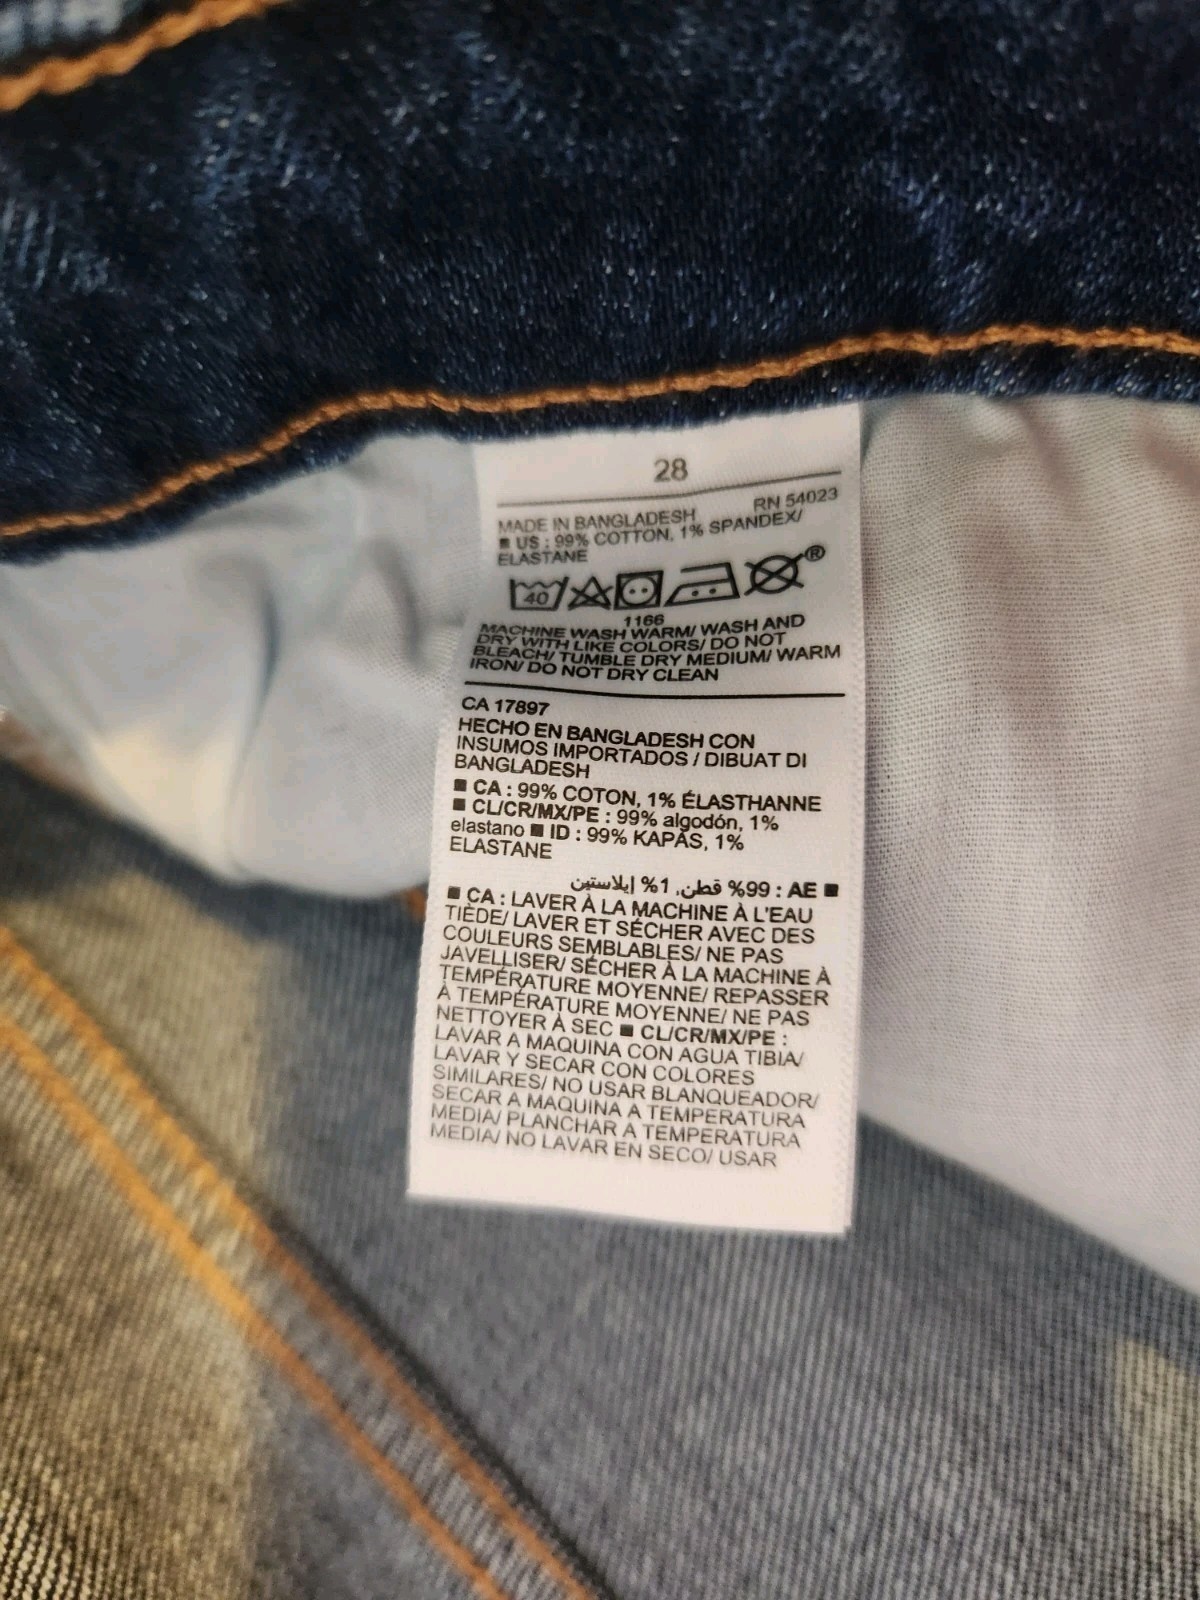 28
RN 54023
MADE IN BANGLADESH
■ US : 99% COTTON, 1% SPANDEX/
ELASTANE
40
®
1166
MACHINE WASH WARM/ WASH AND
DRY WITH LIKE COLORS/ DO NOT
BLEACH/ TUMBLE DRY MEDIUM/ WARM
IRON/ DO NOT DRY CLEAN
CA 17897
HECHO EN BANGLADESH CON
INSUMOS IMPORTADOS / DIBUAT DI
BANGLADESH
■ CA : 99% COTON, 1% ÉLASTHANNE
■ CL/CR/MX/PE : 99% algodón, 1%
elastano ■ ID : 99% KAPAS, 1%
ELASTANE
■ AE : 99% قطن, 1% إيلاستين
■ CA : LAVER À LA MACHINE À L'EAU
TIÈDE/ LAVER ET SÉCHER AVEC DES
COULEURS SEMBLABLES/ NE PAS
JAVELLISER/ SÉCHER À LA MACHINE À
TEMPÉRATURE MOYENNE/ REPASSER
À TEMPÉRATURE MOYENNE/ NE PAS
NETTOYER À SEC ■ CL/CR/MX/PE :
LAVAR A MAQUINA CON AGUA TIBIA/
LAVAR Y SECAR CON COLORES
SIMILARES/ NO USAR BLANQUEADOR/
SECAR A MAQUINA A TEMPERATURA
MEDIA/ PLANCHAR A TEMPERATURA
MEDIA/ NO LAVAR EN SECO/ USAR